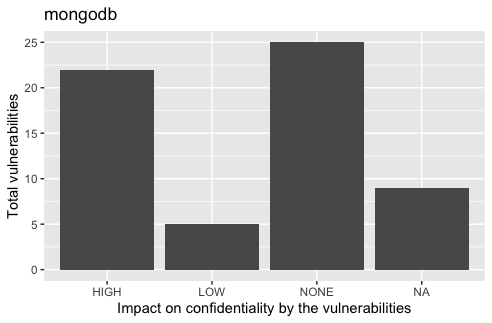 mongodb
Total vulnerabilities
25
20
15
10
5
0
HIGH LOW NONE NA
Impact on confidentiality by the vulnerabilities